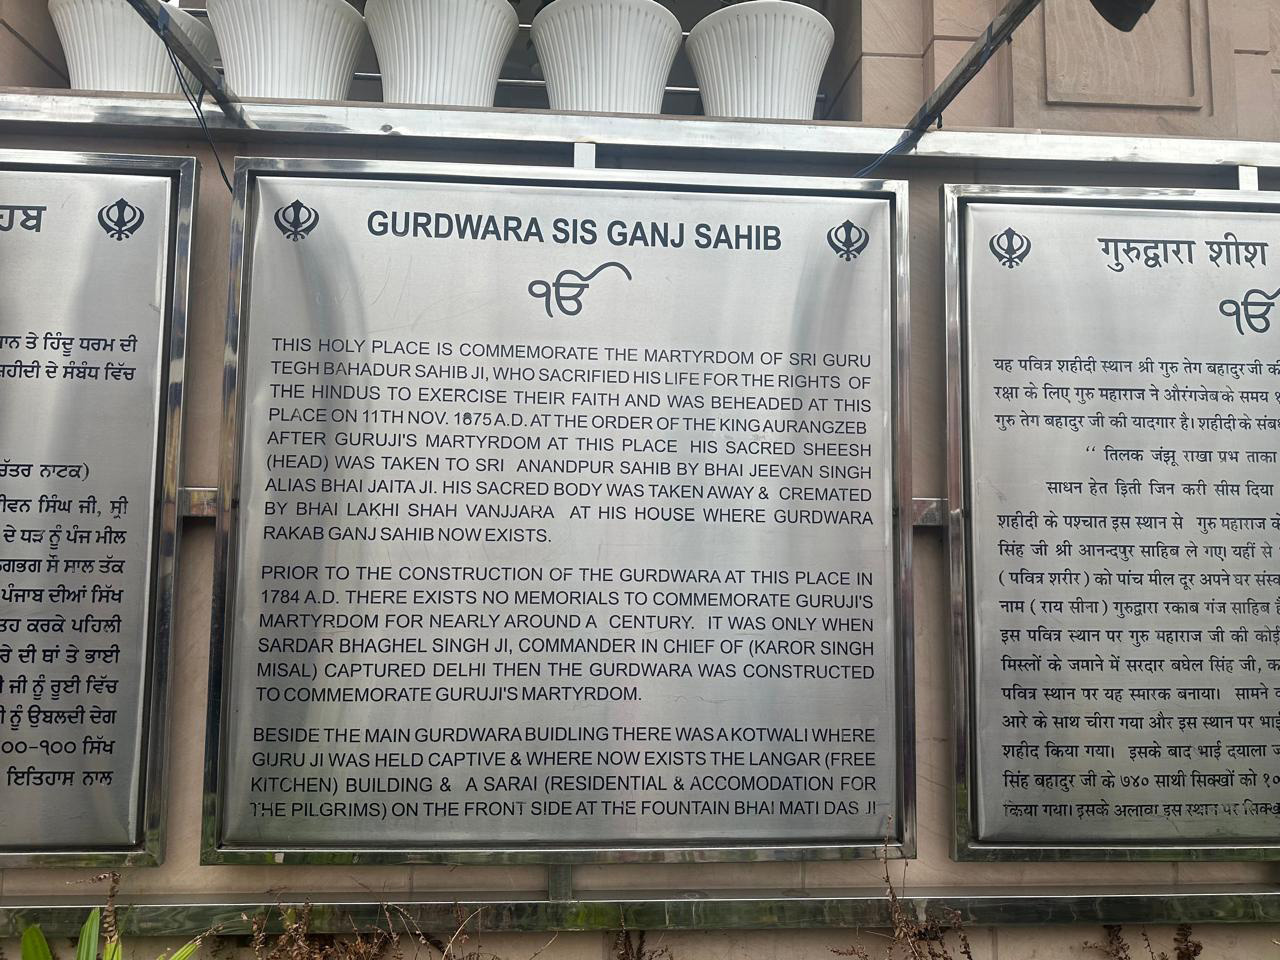 ਹਬ
ਾਨ ਤੇ ਹਿੰਦੂ ਧਰਮ ਦੀ
ਸ਼ਹੀਦੀ ਦੇ ਸੰਬੰਧ ਵਿੱਚ
ਚਿੱਤਰ ਨਾਟਕ)
ਜੀਵਨ ਸਿੰਘ ਜੀ, ਸ੍ਰੀ
ਦੇ ਧੜ ਨੂੰ ਪੰਜ ਮੀਲ
ਲਗਭਗ ਸੌ ਸਾਲ ਤੱਕ
ਪੰਜਾਬ ਦੀਆਂ ਸਿੱਖ
ਤਹ ਕਰਕੇ ਪਹਿਲੀ
ਰੇ ਦੀ ਥਾਂ ਤੇ ਭਾਈ
ਜੀ ਨੂੰ ਰੂਈ ਵਿੱਚ
ਨੂੰ ਉਬਲਦੀ ਦੇਗ
੦੦-੧੦੦ ਸਿੱਖ
ਇਤਿਹਾਸ ਨਾਲ
GURDWARA SIS GANJ SAHIB
ੴ
THIS HOLY PLACE IS COMMEMORATE THE MARTYRDOM OF SRI GURU
TEGH BAHADUR SAHIB JI, WHO SACRIFIED HIS LIFE FOR THE RIGHTS OF
THE HINDUS TO EXERCISE THEIR FAITH AND WAS BEHEADED AT THIS
PLACE ON 11TH NOV. 1875 A.D. AT THE ORDER OF THE KING AURANGZEB
AFTER GURUJI'S MARTYRDOM AT THIS PLACE HIS SACRED SHEESH
(HEAD) WAS TAKEN TO SRI ANANDPUR SAHIB BY BHAI JEEVAN SINGH
ALIAS BHAI JAITA JI. HIS SACRED BODY WAS TAKEN AWAY & CREMATED
BY BHAI LAKHI SHAH VANJJARA AT HIS HOUSE WHERE GURDWARA
RAKAB GANJ SAHIB NOW EXISTS.
PRIOR TO THE CONSTRUCTION OF THE GURDWARA AT THIS PLACE IN
1784 A.D. THERE EXISTS NO MEMORIALS TO COMMEMORATE GURUJI'S
MARTYRDOM FOR NEARLY AROUND A CENTURY. IT WAS ONLY WHEN
SARDAR BHAGHEL SINGH JI, COMMANDER IN CHIEF OF (KAROR SINGH
MISAL) CAPTURED DELHI THEN THE GURDWARA WAS CONSTRUCTED
TO COMMEMORATE GURUJI'S MARTYRDOM.
BESIDE THE MAIN GURDWARA BUIDLING THERE WAS A KOTWALI WHERE
GURU JI WAS HELD CAPTIVE & WHERE NOW EXISTS THE LANGAR (FREE
KITCHEN) BUILDING & A SARAI (RESIDENTIAL & ACCOMODATION FOR
THE PILGRIMS) ON THE FRONT SIDE AT THE FOUNTAIN BHAI MATI DAS JI
गुरुद्वारा शीश
ੴ
यह पवित्र शहीदी स्थान श्री गुरु तेग बहादुर जी की
रक्षा के लिए गुरु महाराज ने औरंगजेब के समय
गुरु तेग बहादुर जी की यादगार है। शहीदी के संबंध
‘‘ तिलक जंझू राखा प्रभ ताका
साधन हेत इिती जिन करी सीस दिया
शहीदी के पश्चात इस स्थान से गुरु महाराज के
सिंह जी श्री आनन्दपुर साहिब ले गए। यहीं से
( पवित्र शरीर ) को पांच मील दूर अपने घर
नाम ( राय सीना ) गुरुद्वारा रकाब गंज साहिब
इस पवित्र स्थान पर गुरु महाराज जी की कोई
मिस्लों के जमाने में सरदार बघेल सिंह जी,
पवित्र स्थान पर यह स्मारक बनाया। सामने
आरे के साथ चीरा गया और इस स्थान पर भाई
शहीद किया गया। इसके बाद भाई दयाला
सिंह बहादुर जी के ७४० साथी सिक्खों को १०
किया गया। इसके अलावा इस स्थान पर सिक्खों